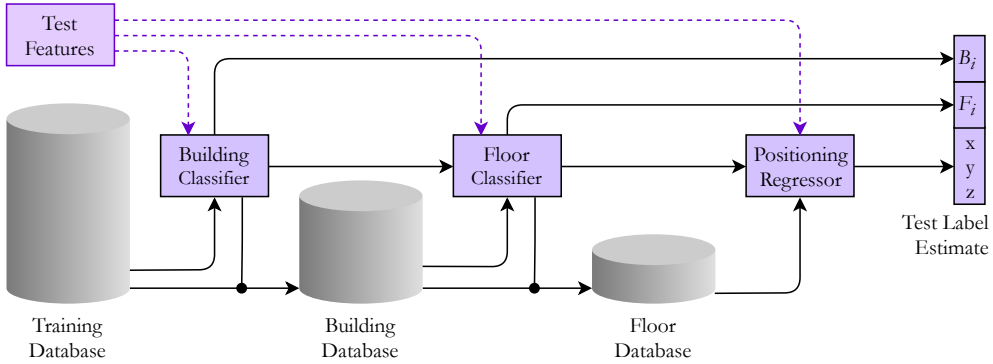 Test
Features
B_i
F_i
x
y
z
Building
Classifier
Floor
Classifier
Positioning
Regressor
Test Label
Estimate
Training
Database
Building
Database
Floor
Database